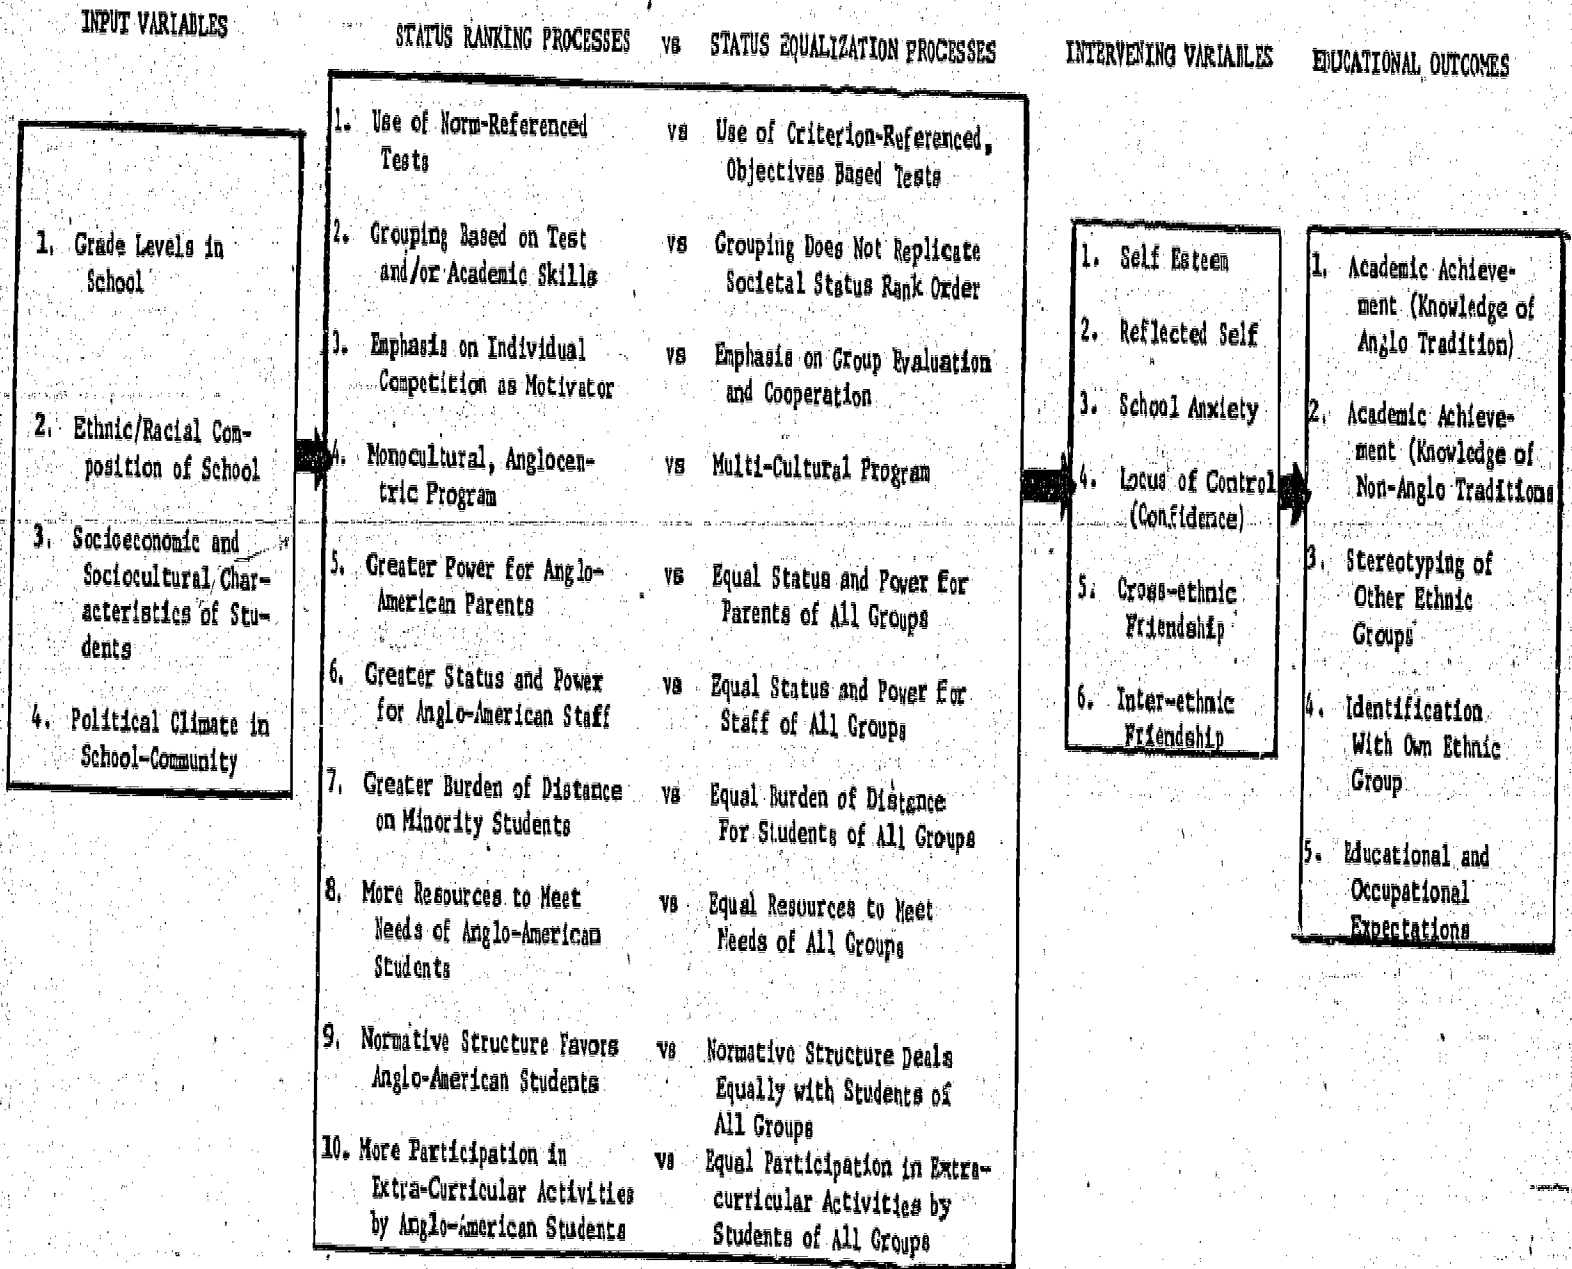 INPUT VARIABLES
STATUS RANKING PROCESSES vs STATUS EQUALIZATION PROCESSES
INTERVENING VARIABLES
EDUCATIONAL OUTCOMES
1. Grade Levels in
School
2. Ethnic/Racial Com-
position of School
3. Socioeconomic and
Sociocultural Char-
acteristics of Stu-
dents
4. Political Climate in
School-Community
1. Use of Norm-Referenced vs Use of Criterion-Referenced,
Tests Objectives Based Tests
2. Grouping Based on Test vs Grouping Does Not Replicate
and/or Academic Skills Societal Status Rank Order
3. Emphasis on Individual vs Emphasis on Group Evaluation
Competition as Motivator and Cooperation
4. Monocultural, Anglocen- vs Multi-Cultural Program
tric Program
5. Greater Power for Anglo- vs Equal Status and Power for
American Parents Parents of All Groups
6. Greater Status and Power vs Equal Status and Power for
for Anglo-American Staff Staff of All Groups
7. Greater Burden of Distance vs Equal Burden of Distance
on Minority Students For Students of All Groups
8. More Resources to Meet vs Equal Resources to Meet
Needs of Anglo-American Needs of All Groups
Students
9. Normative Structure Favors vs Normative Structure Deals
Anglo-American Students Equally with Students of
All Groups
10. More Participation in vs Equal Participation in Extra-
Extra-Curricular Activities curricular Activities by
by Anglo-American Students Students of All Groups
1. Self Esteem
2. Reflected Self
3. School Anxiety
4. Locus of Control
(Confidence)
5. Cross-ethnic
Friendship
6. Inter-ethnic
Friendship
1. Academic Achieve-
ment (Knowledge of
Anglo Tradition)
2. Academic Achieve-
ment (Knowledge of
Non-Anglo Traditions
3. Stereotyping of
Other Ethnic
Groups
4. Identification
With Own Ethnic
Group
5. Educational and
Occupational
Expectations